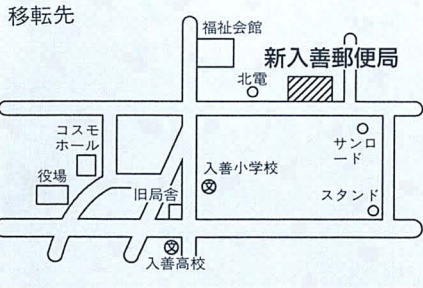 移転先
福祉会館
新入善郵便局
北電
コスモ
ホール
サンロ
ード
役場
入善小学校
旧局舎
スタンド
文
文
入善高校